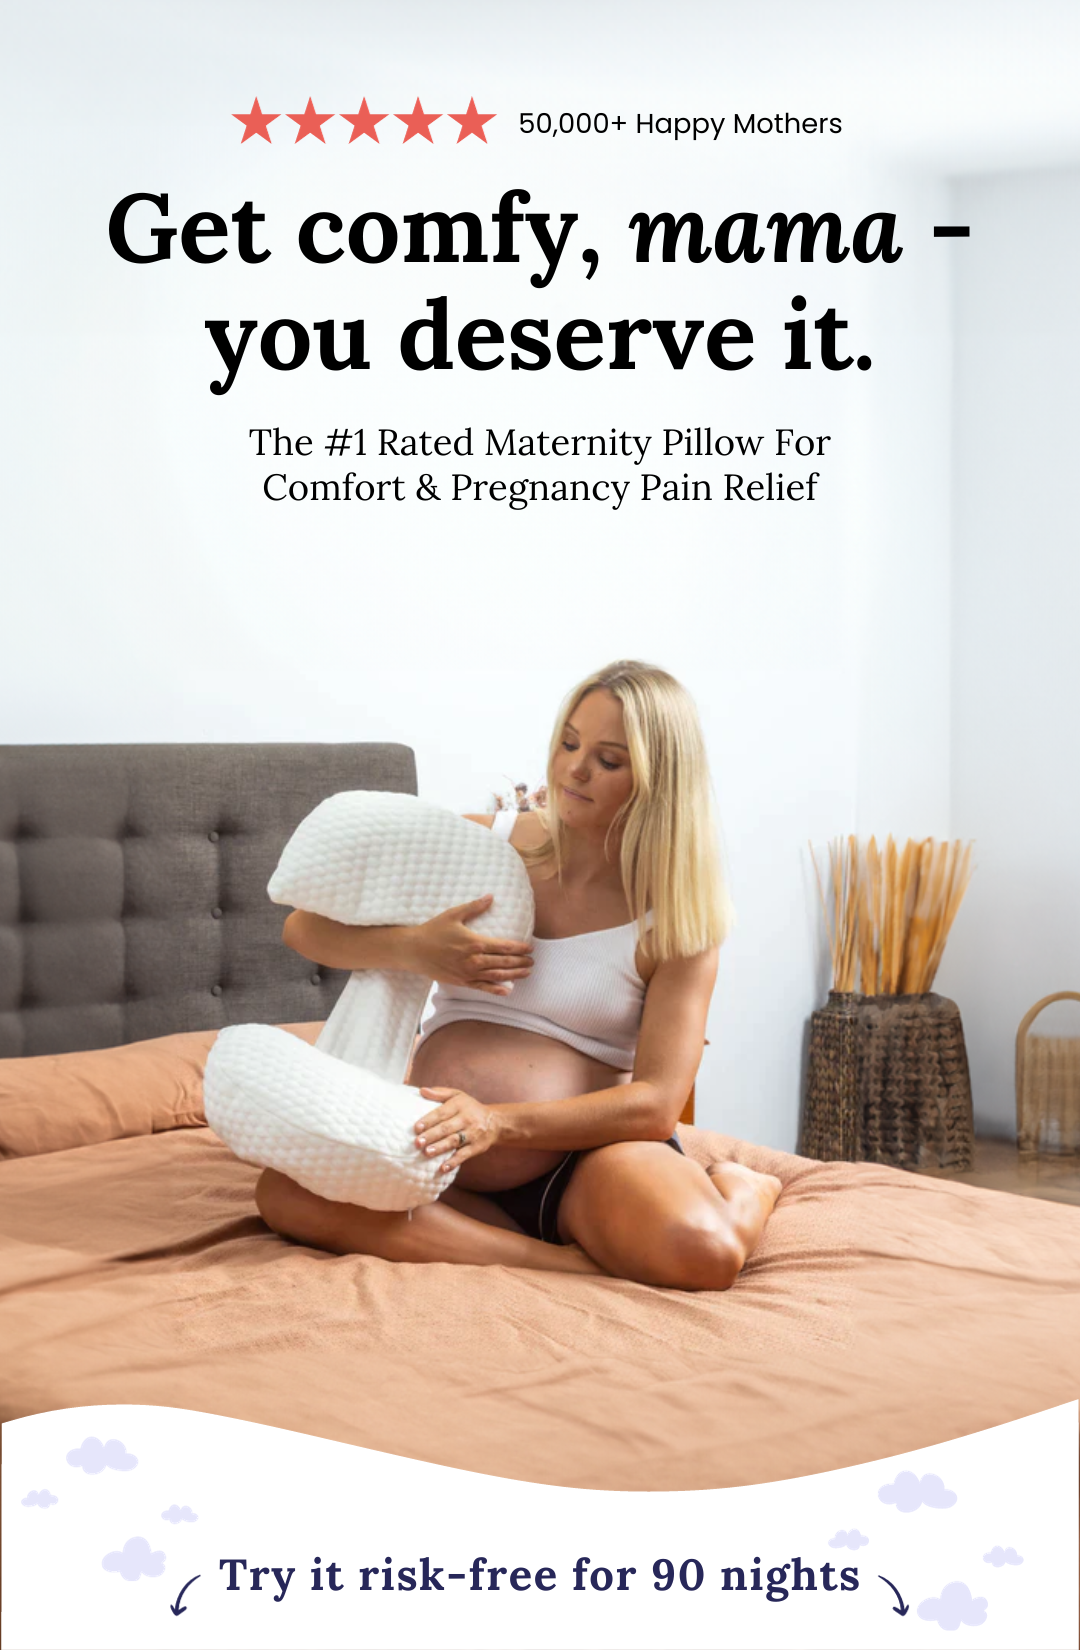 50,000+ Happy Mothers
Get comfy, mama -
you deserve it.
The #1 Rated Maternity Pillow For
Comfort & Pregnancy Pain Relief
Try it risk-free for 90 nights